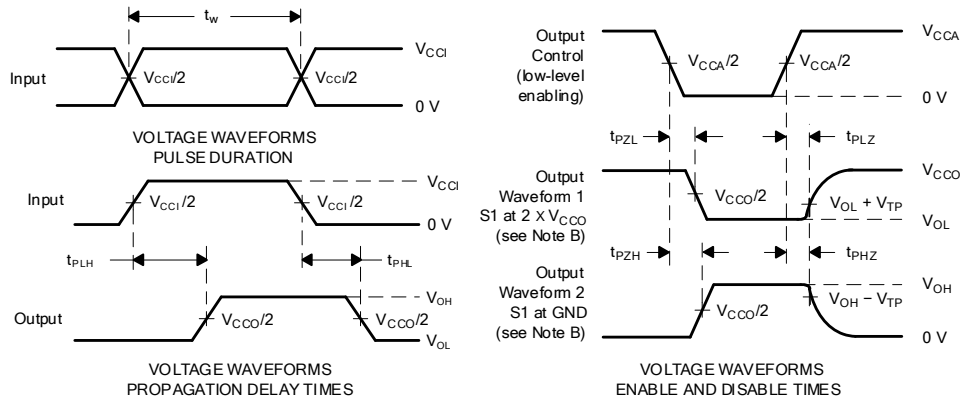 t_w
Input
V_CCI
V_CCI/2
V_CCI/2
0 V
VOLTAGE WAVEFORMS
PULSE DURATION
Input
V_CCI
V_CCI/2
V_CCI/2
0 V
t_PLH
t_PHL
Output
V_OH
V_CCO/2
V_CCO/2
V_OL
VOLTAGE WAVEFORMS
PROPAGATION DELAY TIMES
Output
Control
(low-level
enabling)
V_CCA
V_CCA/2
V_CCA/2
0 V
t_PZL
t_PLZ
Output
Waveform 1
S1 at 2 x V_CCO
(see Note B)
V_CCO
V_CCO/2
V_OL + V_TP
V_OL
t_PZH
t_PHZ
Output
Waveform 2
S1 at GND
(see Note B)
V_OH
V_CCO/2
V_OH − V_TP
0 V
VOLTAGE WAVEFORMS
ENABLE AND DISABLE TIMES